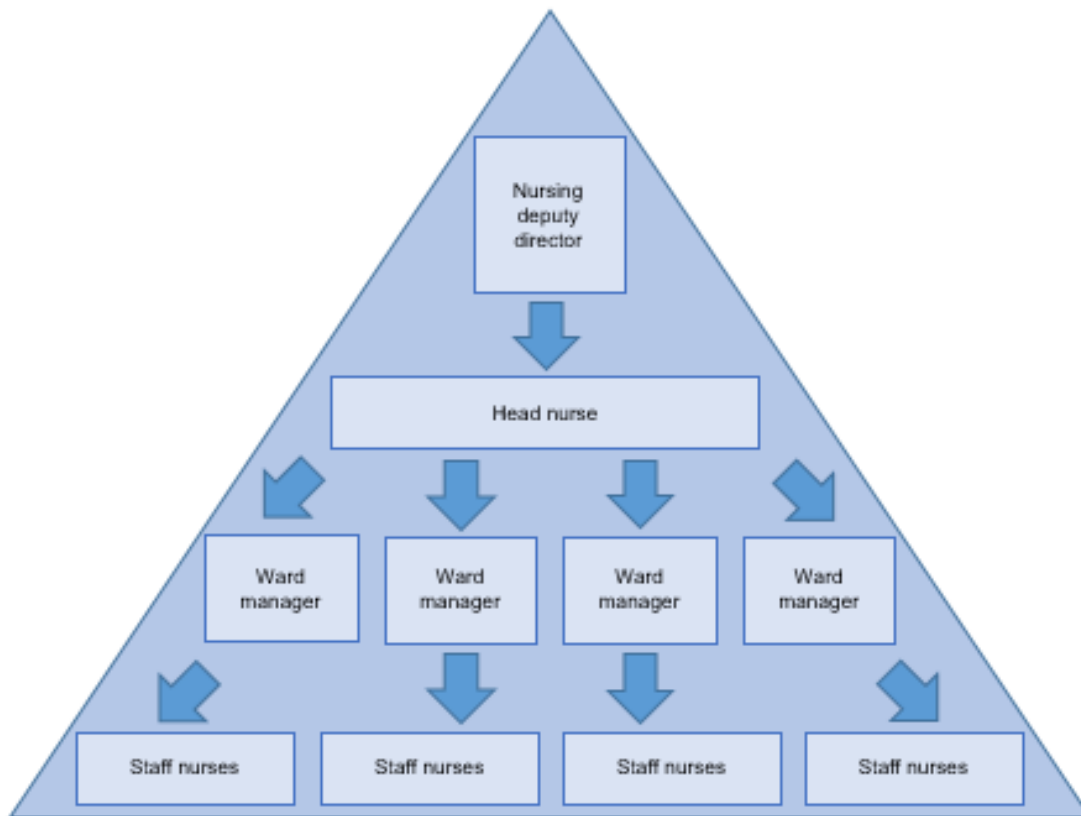 Nursing
deputy
director
Head nurse
Ward
manager
Ward
manager
Ward
manager
Ward
manager
Staff nurses
Staff nurses
Staff nurses
Staff nurses